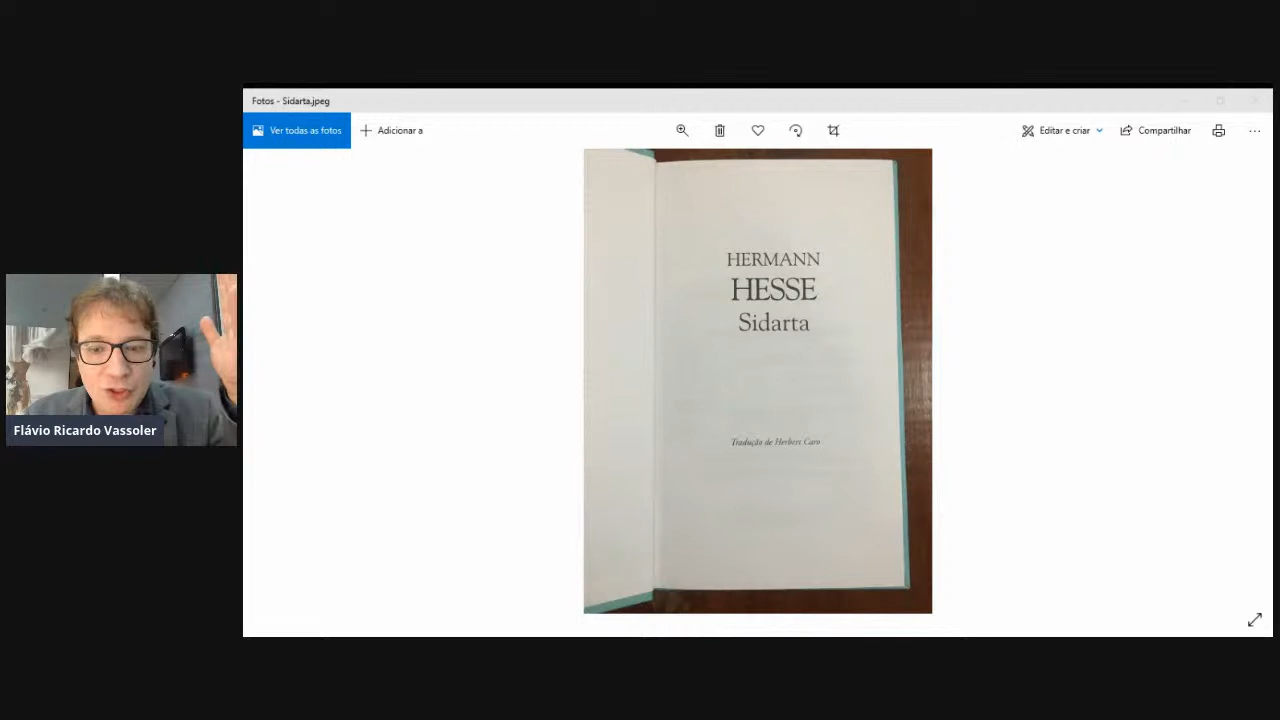 Fotos - Sidarta.jpeg
Ver todas as fotos
Adicionar a
Editar e criar
Compartilhar
HERMANN
HESSE
Sidarta
Tradução de Herbert Caro
Flávio Ricardo Vassoler